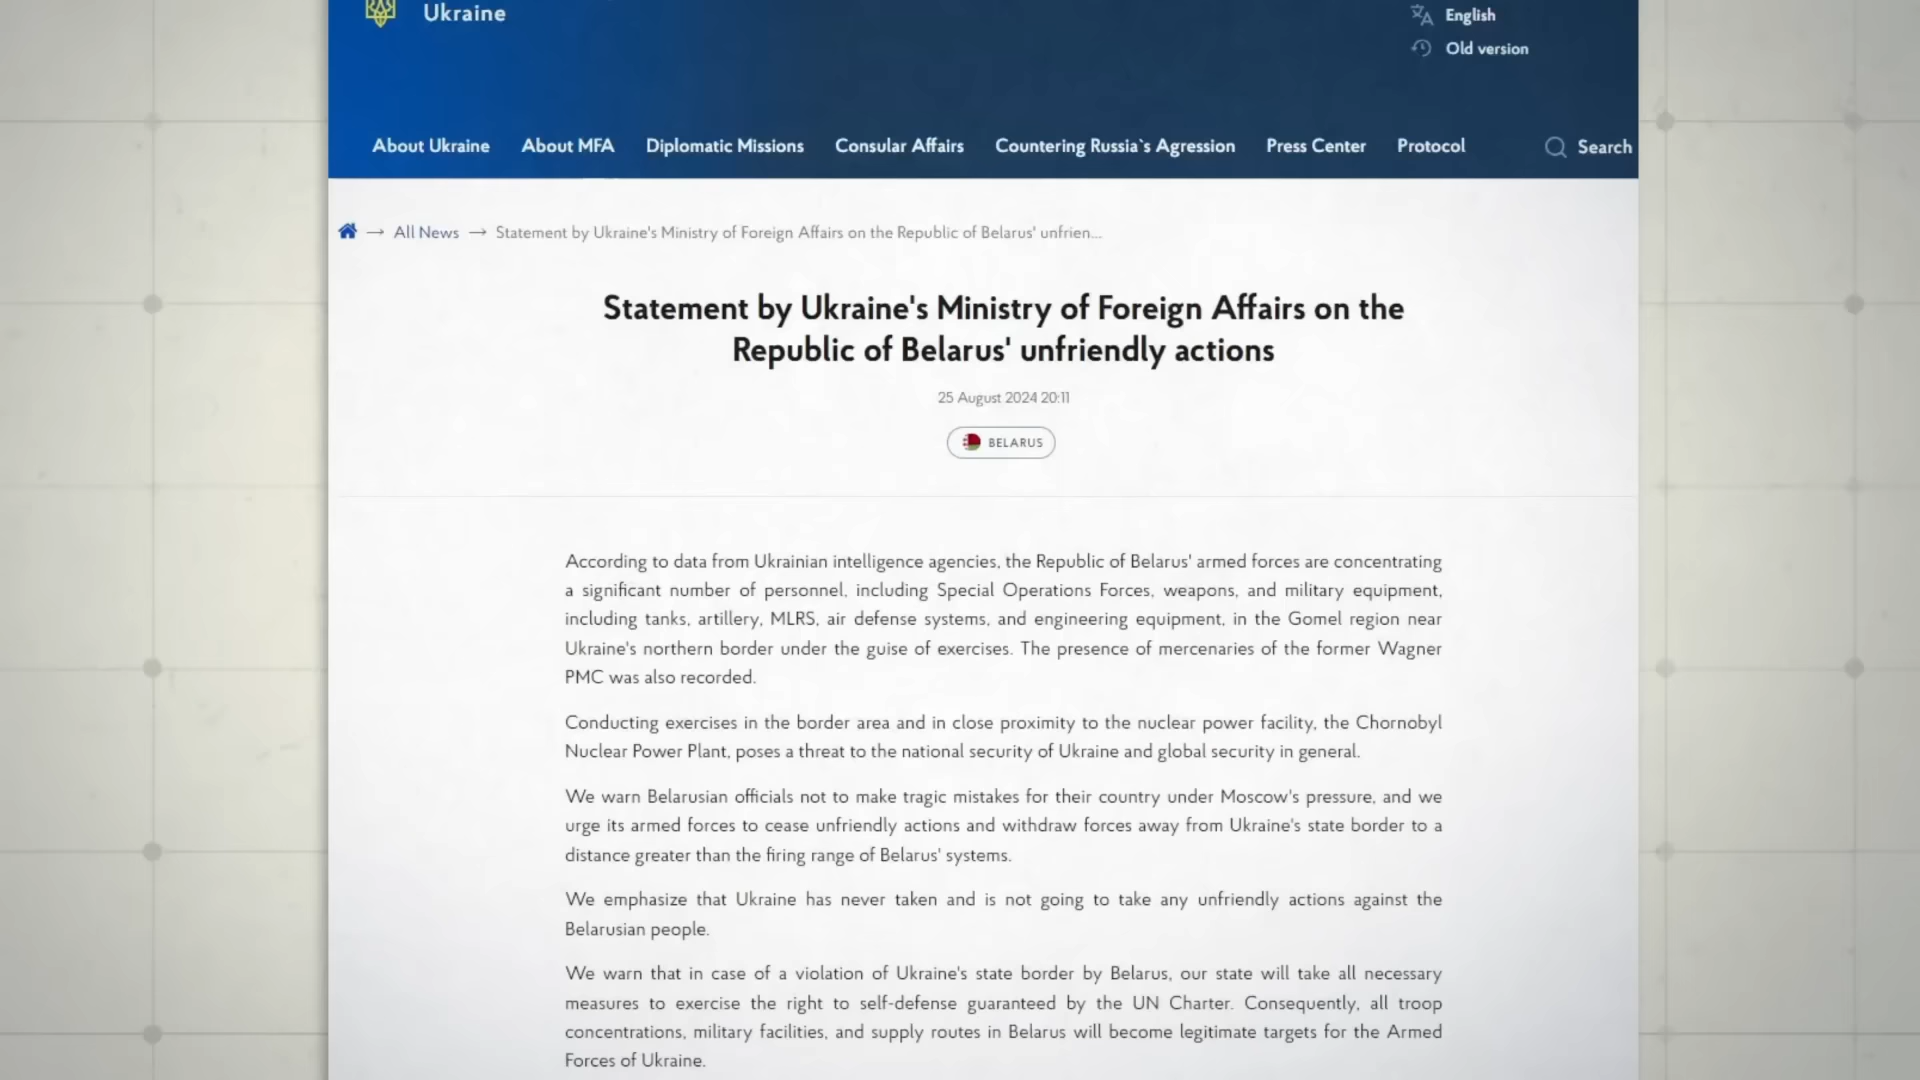 Ukraine
English
Old version
About Ukraine About MFA Diplomatic Missions Consular Affairs Countering Russia`s Agression Press Center Protocol Search
All News → Statement by Ukraine's Ministry of Foreign Affairs on the Republic of Belarus' unfrien...
Statement by Ukraine's Ministry of Foreign Affairs on the
Republic of Belarus' unfriendly actions
25 August 2024 20:11
BELARUS
According to data from Ukrainian intelligence agencies, the Republic of Belarus' armed forces are concentrating
a significant number of personnel, including Special Operations Forces, weapons, and military equipment,
including tanks, artillery, MLRS, air defense systems, and engineering equipment, in the Gomel region near
Ukraine's northern border under the guise of exercises. The presence of mercenaries of the former Wagner
PMC was also recorded.
Conducting exercises in the border area and in close proximity to the nuclear power facility, the Chornobyl
Nuclear Power Plant, poses a threat to the national security of Ukraine and global security in general.
We warn Belarusian officials not to make tragic mistakes for their country under Moscow's pressure, and we
urge its armed forces to cease unfriendly actions and withdraw forces away from Ukraine's state border to a
distance greater than the firing range of Belarus' systems.
We emphasize that Ukraine has never taken and is not going to take any unfriendly actions against the
Belarusian people.
We warn that in case of a violation of Ukraine's state border by Belarus, our state will take all necessary
measures to exercise the right to self-defense guaranteed by the UN Charter. Consequently, all troop
concentrations, military facilities, and supply routes in Belarus will become legitimate targets for the Armed
Forces of Ukraine.